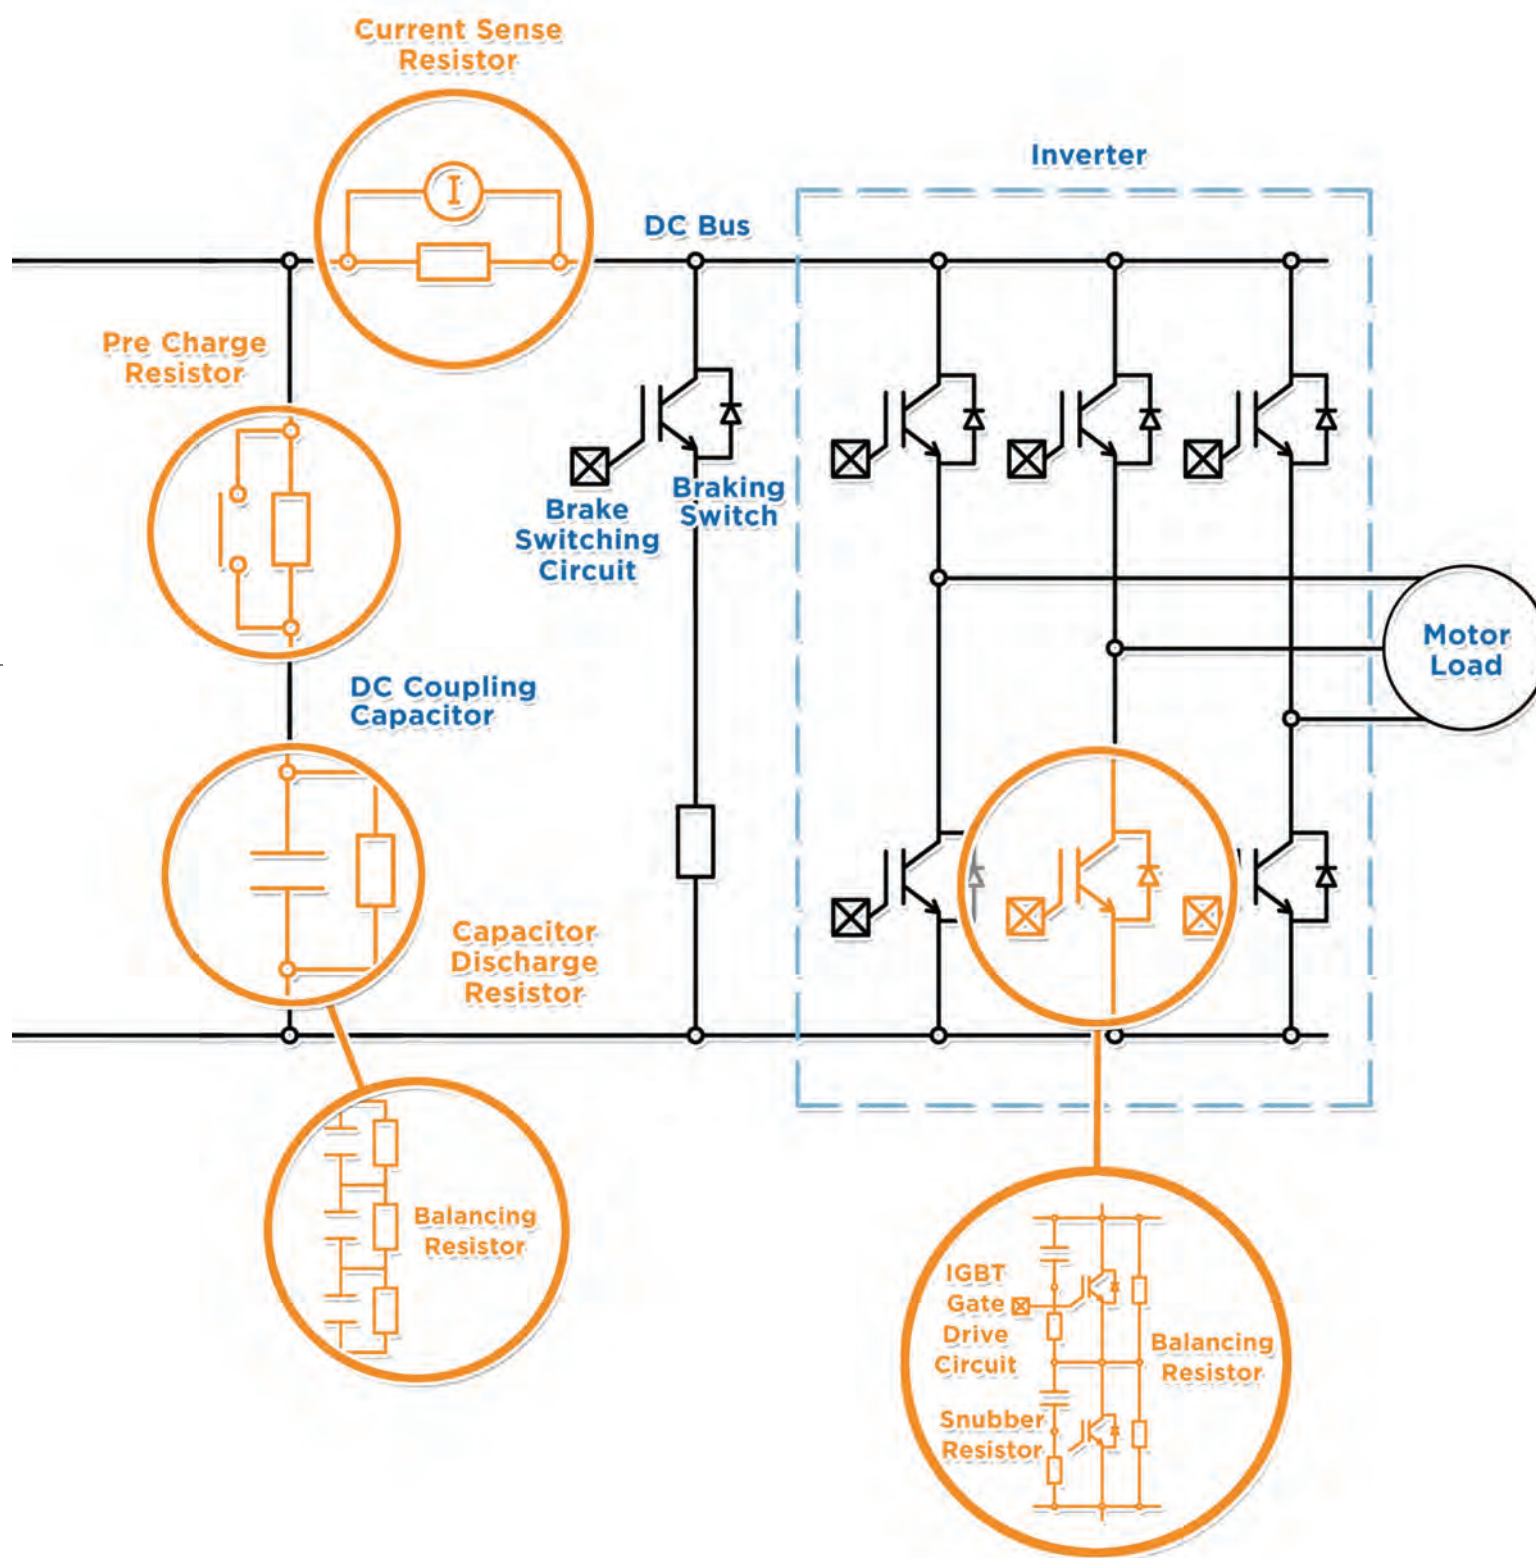 Current Sense
Resistor
I
Inverter
DC Bus
Pre Charge
Resistor
Braking
Switch
Brake
Switching
Circuit
Motor
Load
DC Coupling
Capacitor
Capacitor
Discharge
Resistor
Balancing
Resistor
IGBT
Gate
Drive
Circuit
Balancing
Resistor
Snubber
Resistor